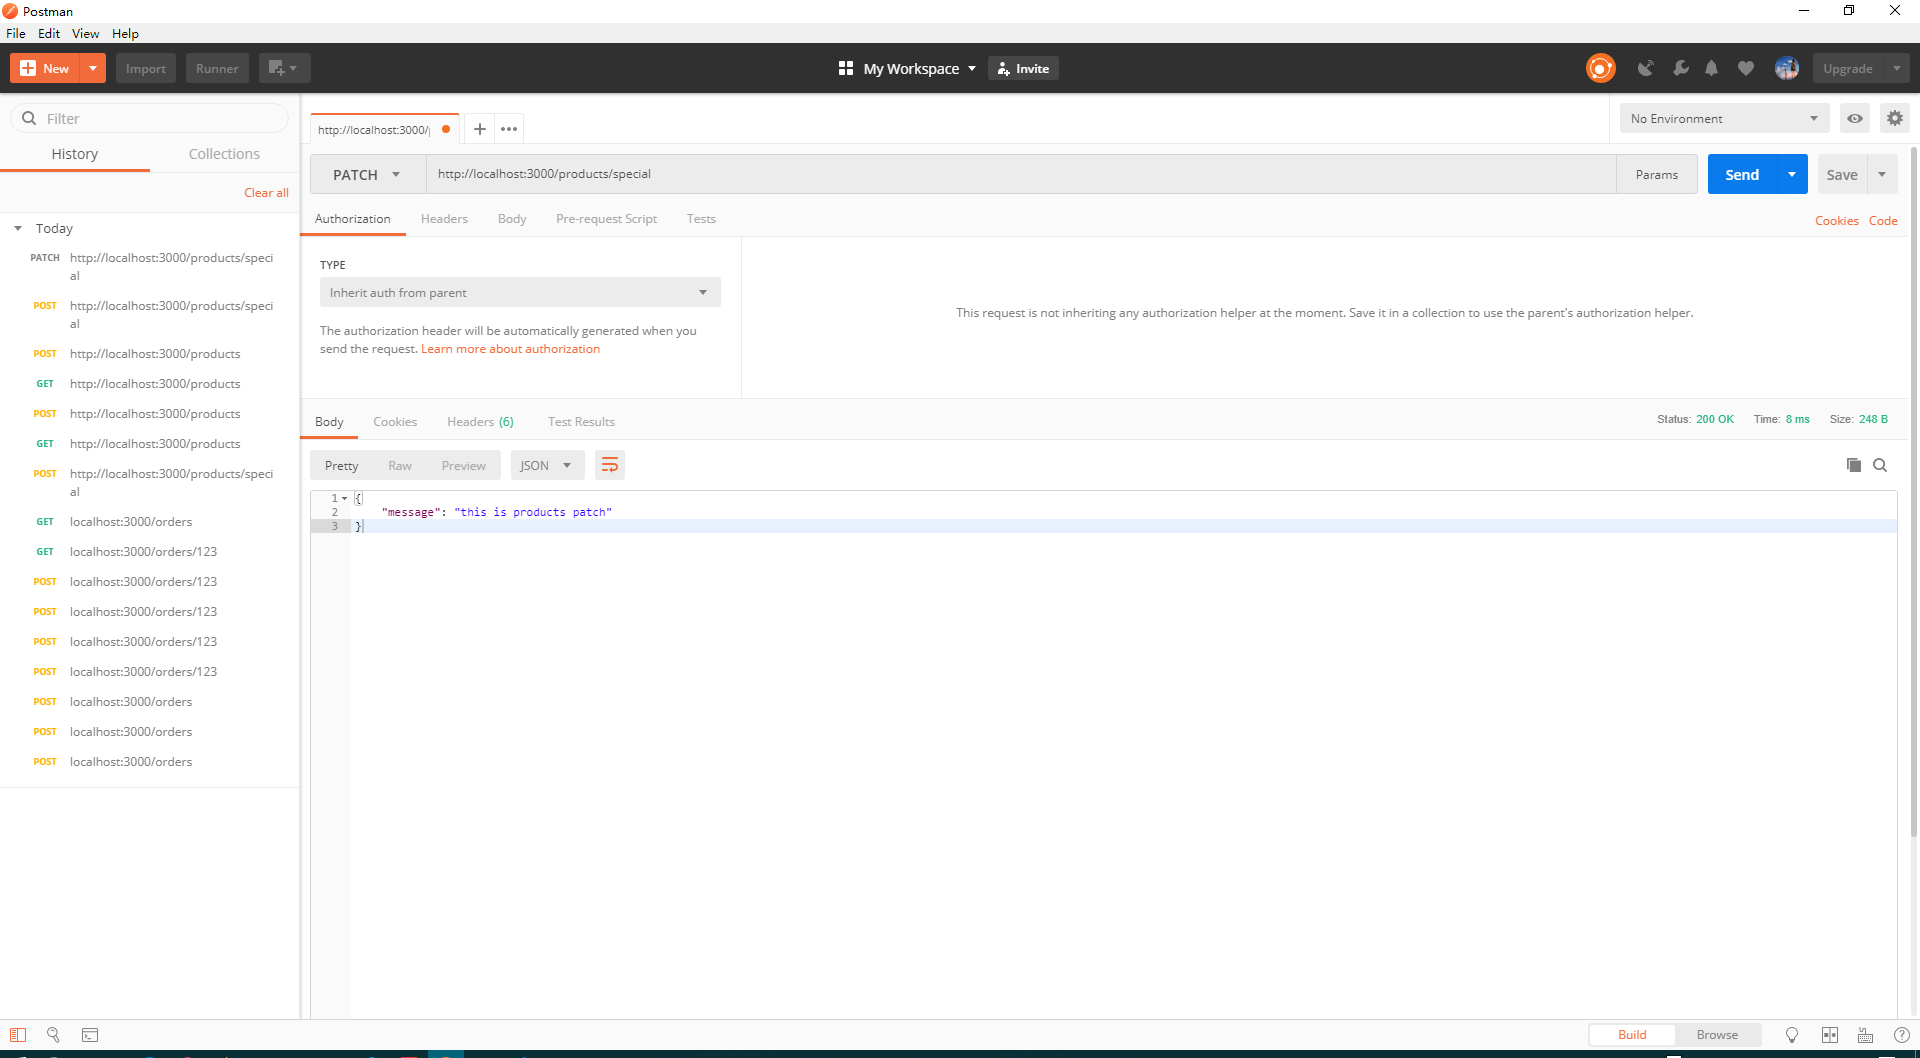 Postman
File Edit View Help
New Import Runner My Workspace Invite Upgrade
Filter
History Collections
Clear all
Today
PATCH http://localhost:3000/products/speci
al
POST http://localhost:3000/products/speci
al
POST http://localhost:3000/products
GET http://localhost:3000/products
POST http://localhost:3000/products
GET http://localhost:3000/products
POST http://localhost:3000/products/speci
al
GET localhost:3000/orders
GET localhost:3000/orders/123
POST localhost:3000/orders/123
POST localhost:3000/orders/123
POST localhost:3000/orders/123
POST localhost:3000/orders/123
POST localhost:3000/orders
POST localhost:3000/orders
POST localhost:3000/orders
http://localhost:3000/ No Environment
PATCH http://localhost:3000/products/special Params Send Save
Authorization Headers Body Pre-request Script Tests Cookies Code
TYPE
Inherit auth from parent
The authorization header will be automatically generated when you
send the request. Learn more about authorization
This request is not inheriting any authorization helper at the moment. Save it in a collection to use the parent's authorization helper.
Body Cookies Headers (6) Test Results Status: 200 OK Time: 8 ms Size: 248 B
Pretty Raw Preview JSON
1 {
2 "message": "this is products patch"
3 }
Build Browse